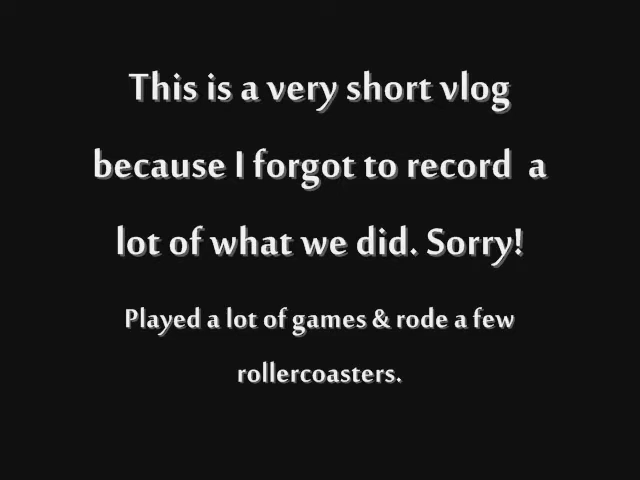 This is a very short vlog
because I forgot to record a
lot of what we did. Sorry!
Played a lot of games & rode a few
rollercoasters.